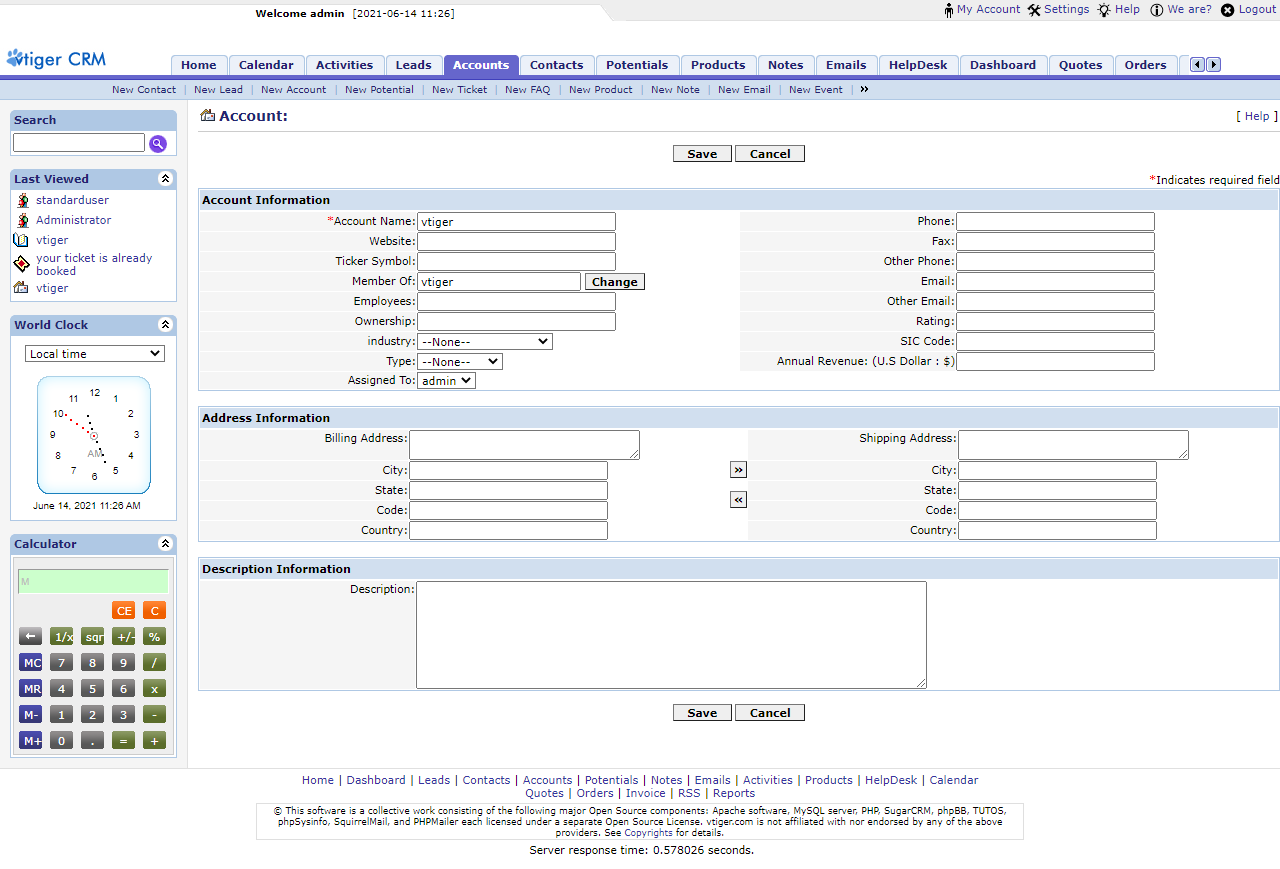 Welcome admin [2021-06-14 11:26]
My Account Settings Help We are? Logout
vtiger CRM
Home Calendar Activities Leads Accounts Contacts Potentials Products Notes Emails HelpDesk Dashboard Quotes Orders
New Contact | New Lead | New Account | New Potential | New Ticket | New FAQ | New Product | New Note | New Email | New Event | »
Search
Last Viewed
standarduser
Administrator
vtiger
your ticket is already
booked
vtiger
World Clock
Local time
12
11 1
10 2
9 3
AM
8 4
7 5
6
June 14, 2021 11:26 AM
Calculator
M
CE C
← 1/x sqr +/- %
MC 7 8 9 /
MR 4 5 6 x
M- 1 2 3 -
M+ 0 . = +
Account:
[ Help ]
Save Cancel
*Indicates required field
Account Information
*Account Name: vtiger Phone:
Website: Fax:
Ticker Symbol: Other Phone:
Member Of: vtiger Change Email:
Employees: Other Email:
Ownership: Rating:
industry: --None-- SIC Code:
Type: --None-- Annual Revenue: (U.S Dollar : $)
Assigned To: admin
Address Information
Billing Address: Shipping Address:
City: » City:
State: State:
« 
Code: Code:
Country: Country:
Description Information
Description:
Save Cancel
Home | Dashboard | Leads | Contacts | Accounts | Potentials | Notes | Emails | Activities | Products | HelpDesk | Calendar
Quotes | Orders | Invoice | RSS | Reports
© This software is a collective work consisting of the following major Open Source components: Apache software, MySQL server, PHP, SugarCRM, phpBB, TUTOS,
phpSysinfo, SquirrelMail, and PHPMailer each licensed under a separate Open Source License. vtiger.com is not affiliated with nor endorsed by any of the above
providers. See Copyrights for details.
Server response time: 0.578026 seconds.